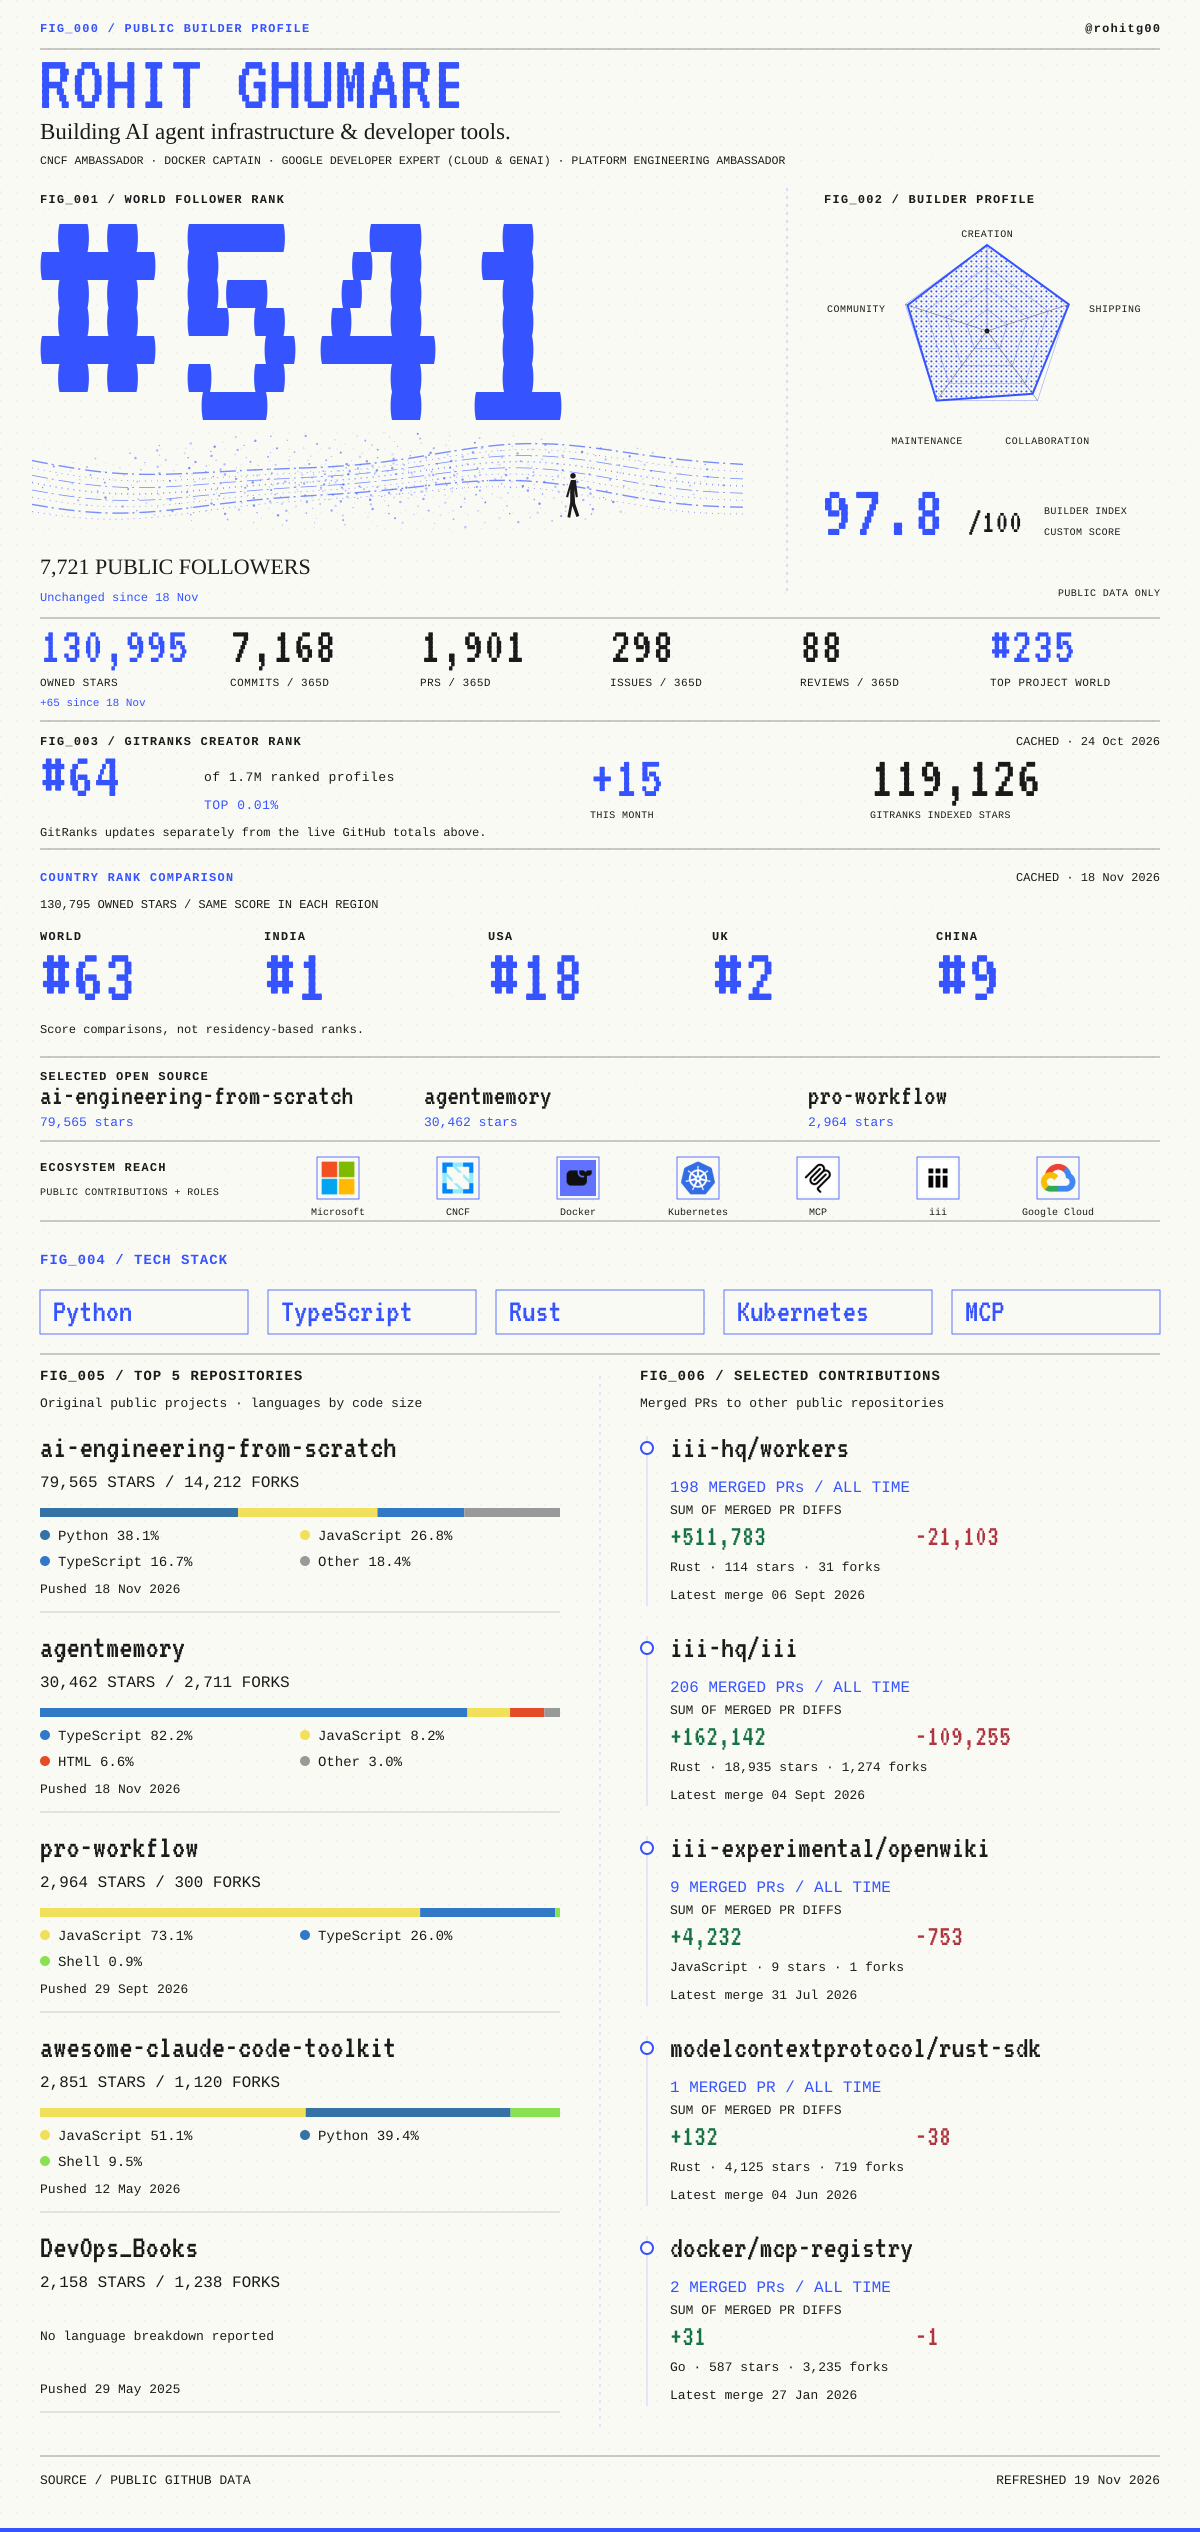 FIG_000 / PUBLIC BUILDER PROFILE
@rohitg00
ROHIT GHUMARE
Building AI agent infrastructure & developer tools.
CNCF AMBASSADOR · DOCKER CAPTAIN · GOOGLE DEVELOPER EXPERT (CLOUD & GENAI) · PLATFORM ENGINEERING AMBASSADOR
FIG_001 / WORLD FOLLOWER RANK
#541
7,721 PUBLIC FOLLOWERS
Unchanged since 18 Nov
FIG_002 / BUILDER PROFILE
CREATION
COMMUNITY
SHIPPING
MAINTENANCE
COLLABORATION
97.8 /100
BUILDER INDEX
CUSTOM SCORE
PUBLIC DATA ONLY
130,995
OWNED STARS
+65 since 18 Nov
7,168
COMMITS / 365D
1,901
PRS / 365D
298
ISSUES / 365D
88
REVIEWS / 365D
#235
TOP PROJECT WORLD
FIG_003 / GITRANKS CREATOR RANK
CACHED · 24 Oct 2026
#64
of 1.7M ranked profiles
TOP 0.01%
+15
THIS MONTH
119,126
GITRANKS INDEXED STARS
GitRanks updates separately from the live GitHub totals above.
COUNTRY RANK COMPARISON
CACHED · 18 Nov 2026
130,795 OWNED STARS / SAME SCORE IN EACH REGION
WORLD
#63
INDIA
#1
USA
#18
UK
#2
CHINA
#9
Score comparisons, not residency-based ranks.
SELECTED OPEN SOURCE
ai-engineering-from-scratch
79,565 stars
agentmemory
30,462 stars
pro-workflow
2,964 stars
ECOSYSTEM REACH
PUBLIC CONTRIBUTIONS + ROLES
Microsoft
CNCF
Docker
Kubernetes
MCP
iii
Google Cloud
FIG_004 / TECH STACK
Python
TypeScript
Rust
Kubernetes
MCP
FIG_005 / TOP 5 REPOSITORIES
Original public projects · languages by code size
ai-engineering-from-scratch
79,565 STARS / 14,212 FORKS
Python 38.1%
JavaScript 26.8%
TypeScript 16.7%
Other 18.4%
Pushed 18 Nov 2026
agentmemory
30,462 STARS / 2,711 FORKS
TypeScript 82.2%
JavaScript 8.2%
HTML 6.6%
Other 3.0%
Pushed 18 Nov 2026
pro-workflow
2,964 STARS / 300 FORKS
JavaScript 73.1%
TypeScript 26.0%
Shell 0.9%
Pushed 29 Sept 2026
awesome-claude-code-toolkit
2,851 STARS / 1,120 FORKS
JavaScript 51.1%
Python 39.4%
Shell 9.5%
Pushed 12 May 2026
DevOps_Books
2,158 STARS / 1,238 FORKS
No language breakdown reported
Pushed 29 May 2025
FIG_006 / SELECTED CONTRIBUTIONS
Merged PRs to other public repositories
iii-hq/workers
198 MERGED PRs / ALL TIME
SUM OF MERGED PR DIFFS
+511,783
-21,103
Rust · 114 stars · 31 forks
Latest merge 06 Sept 2026
iii-hq/iii
206 MERGED PRs / ALL TIME
SUM OF MERGED PR DIFFS
+162,142
-109,255
Rust · 18,935 stars · 1,274 forks
Latest merge 04 Sept 2026
iii-experimental/openwiki
9 MERGED PRs / ALL TIME
SUM OF MERGED PR DIFFS
+4,232
-753
JavaScript · 9 stars · 1 forks
Latest merge 31 Jul 2026
modelcontextprotocol/rust-sdk
1 MERGED PR / ALL TIME
SUM OF MERGED PR DIFFS
+132
-38
Rust · 4,125 stars · 719 forks
Latest merge 04 Jun 2026
docker/mcp-registry
2 MERGED PRs / ALL TIME
SUM OF MERGED PR DIFFS
+31
-1
Go · 587 stars · 3,235 forks
Latest merge 27 Jan 2026
SOURCE / PUBLIC GITHUB DATA
REFRESHED 19 Nov 2026